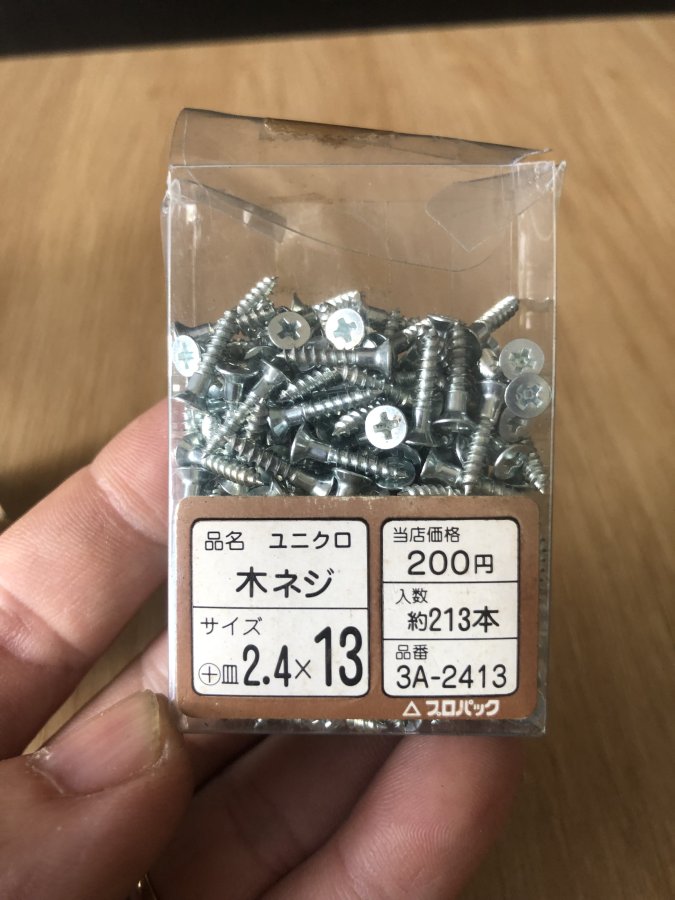 品名 ユニクロ
木ネジ
サイズ
⊕皿 2.4×13
当店価格
200円
入数
約213本
品番
3A-2413
△ プロパック